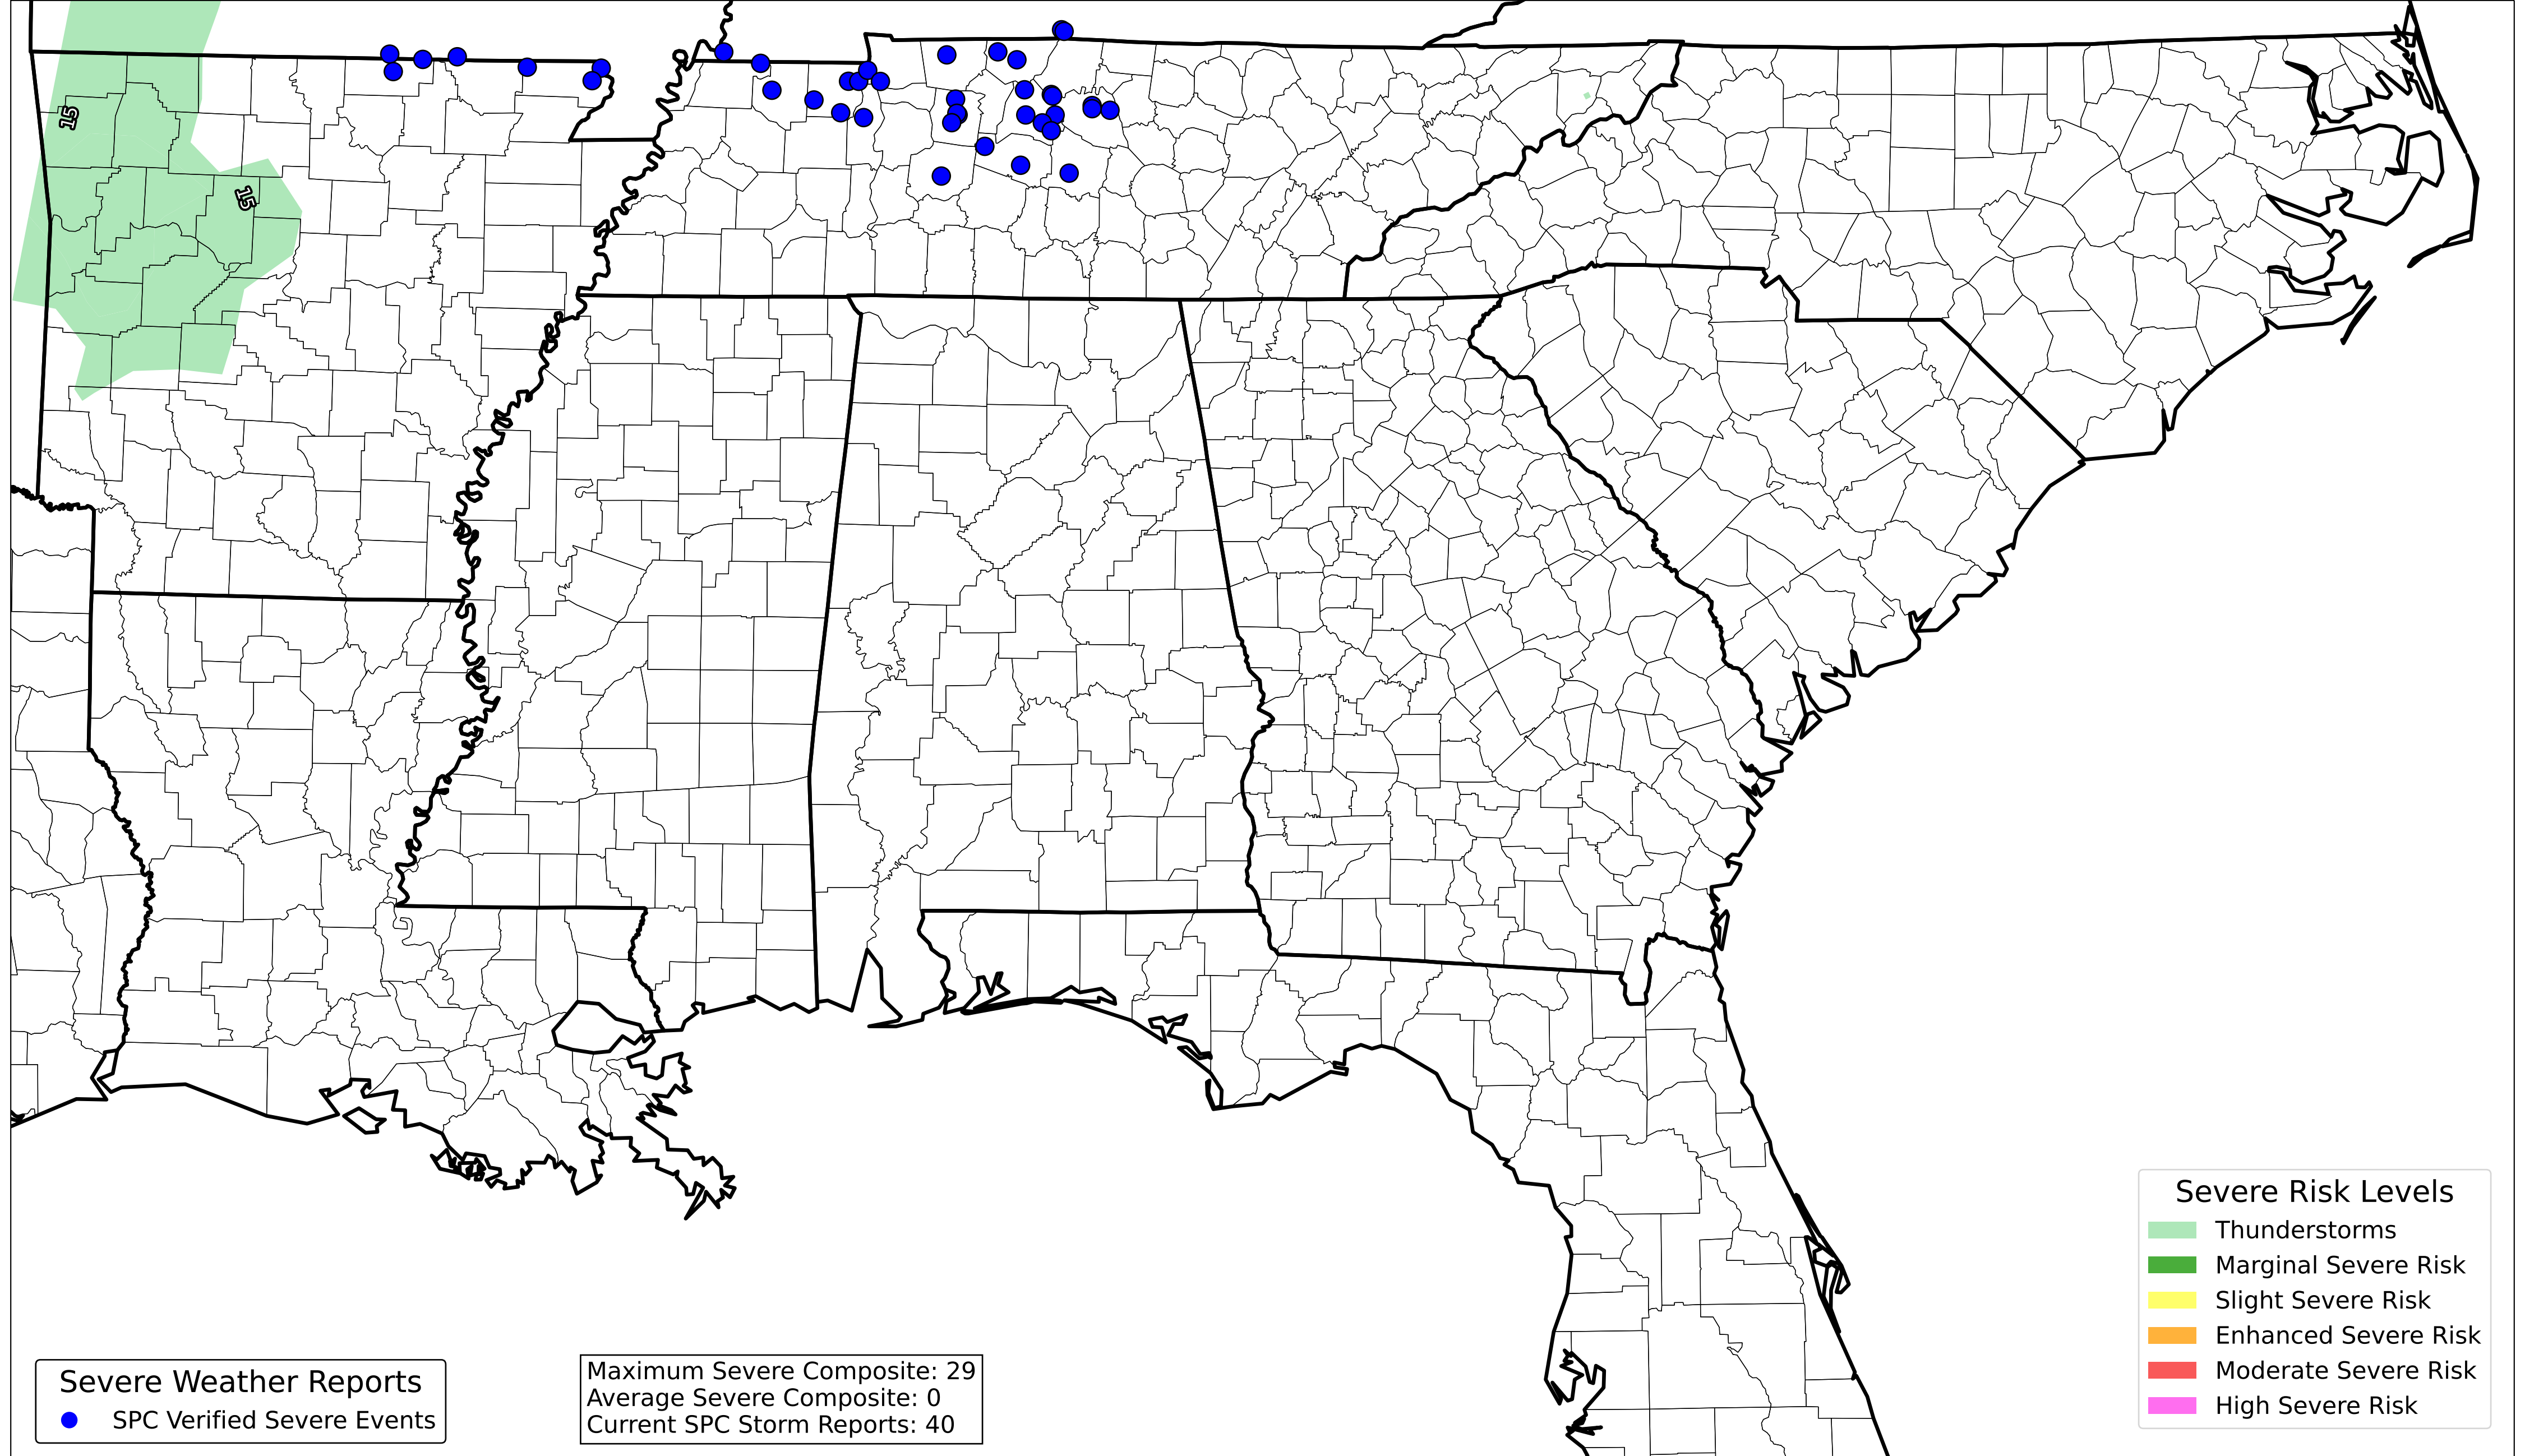 15
15
Severe Risk Levels
Thunderstorms
Marginal Severe Risk
Slight Severe Risk
Enhanced Severe Risk
Moderate Severe Risk
High Severe Risk
Severe Weather Reports
SPC Verified Severe Events
Maximum Severe Composite: 29
Average Severe Composite: 0
Current SPC Storm Reports: 40